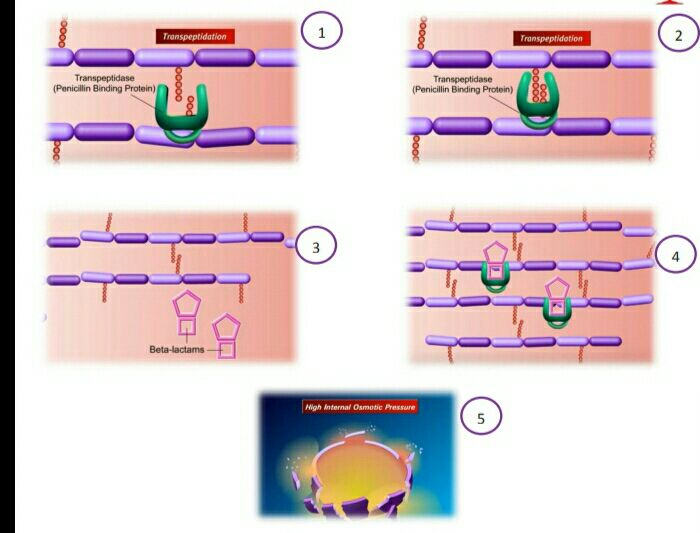 1
Transpeptidation
Transpeptidase
(Penicillin Binding Protein)
2
Transpeptidation
Transpeptidase
(Penicillin Binding Protein)
3
Beta-lactams
4
High Internal Osmotic Pressure
5